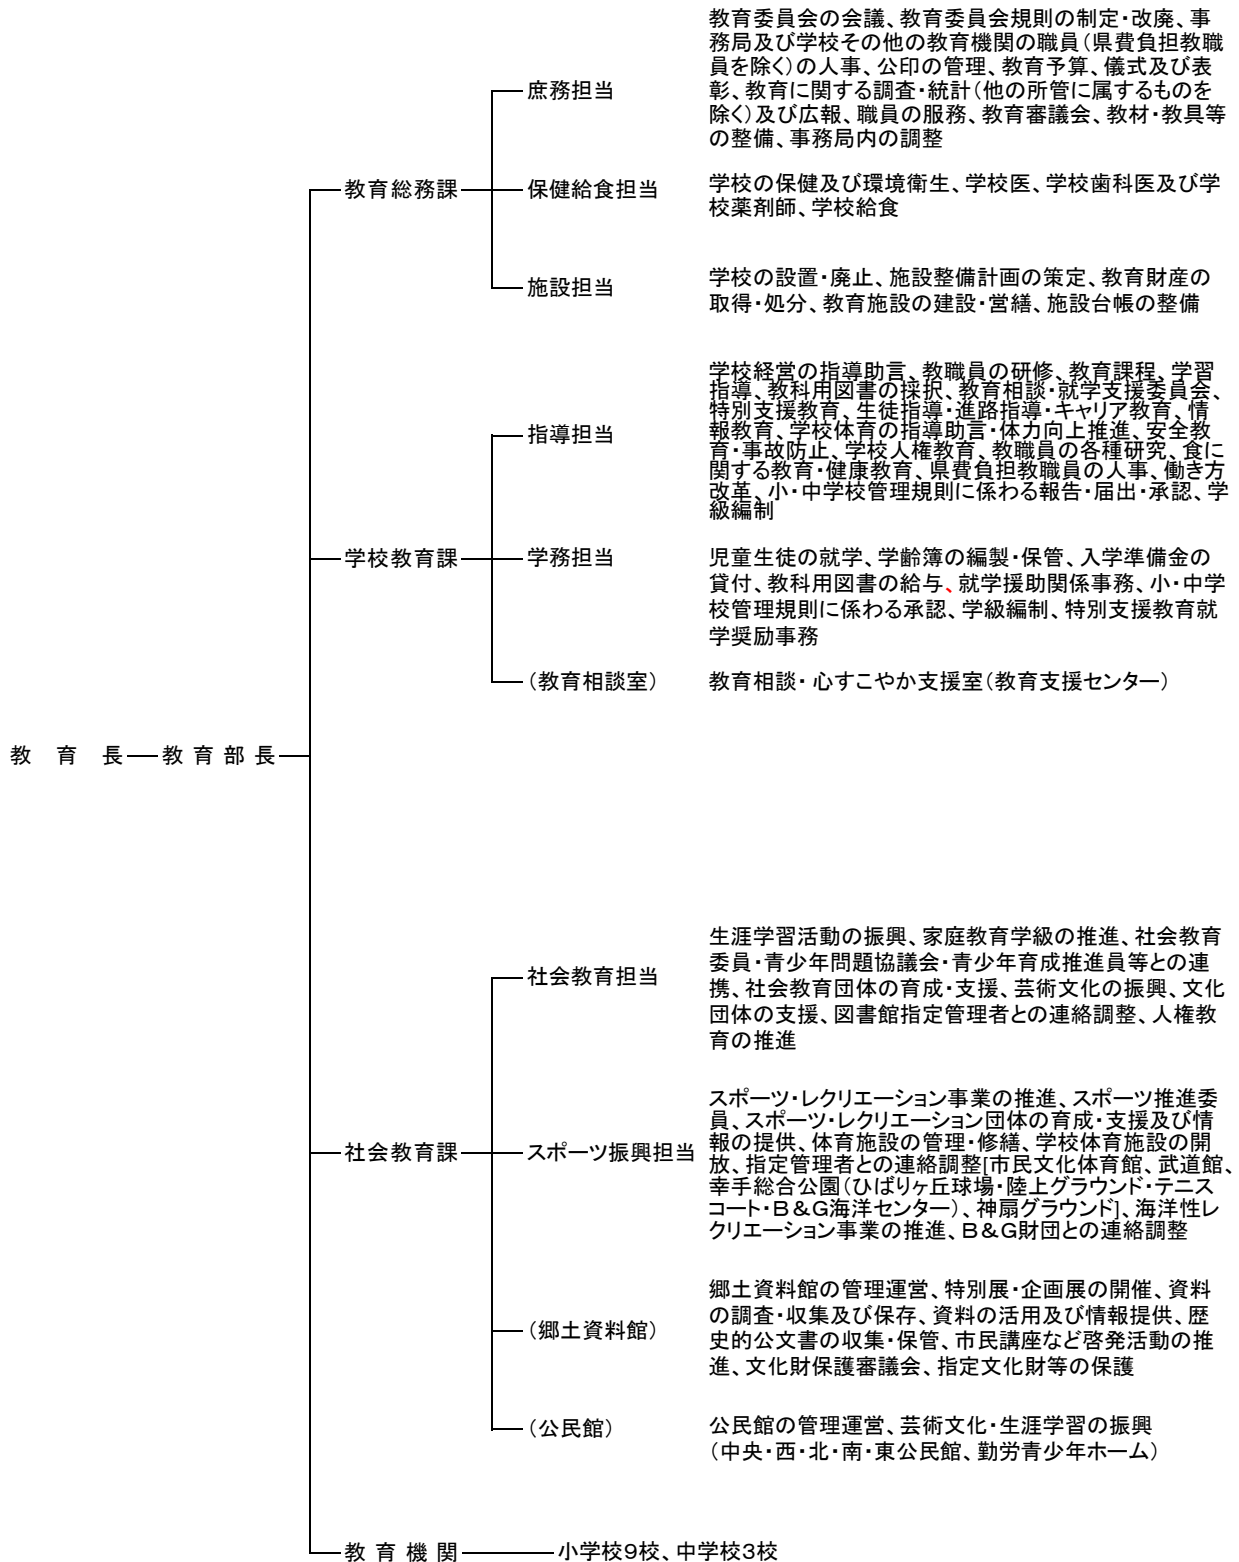 教育委員会の会議、教育委員会規則の制定・改廃、事
務局及び学校その他の教育機関の職員(県費負担教職
員を除く)の人事、公印の管理、教育予算、儀式及び表
彰、教育に関する調査・統計(他の所管に属するものを
除く)及び広報、職員の服務、教育審議会、教材・教具等
の整備、事務局内の調整
庶務担当
教育総務課
保健給食担当
学校の保健及び環境衛生、学校医、学校歯科医及び学
校薬剤師、学校給食
施設担当
学校の設置・廃止、施設整備計画の策定、教育財産の
取得・処分、教育施設の建設・営繕、施設台帳の整備
学校経営の指導助言、教職員の研修、教育課程、学習
指導、教科用図書の採択、教育相談・就学支援委員会、
特別支援教育、生徒指導・進路指導・キャリア教育、情
報教育、学校体育の指導助言・体力向上推進、安全教
育・事故防止、学校人権教育、教職員の各種研究、食に
関する教育・健康教育、県費負担教職員の人事、働き方
改革、小・中学校管理規則に係わる報告・届出・承認、学
級編制
指導担当
学校教育課
学務担当
児童生徒の就学、学齢簿の編製・保管、入学準備金の
貸付、教科用図書の給与、就学援助関係事務、小・中学
校管理規則に係わる承認、学級編制、特別支援教育就
学奨励事務
(教育相談室)
教育相談・心すこやか支援室(教育支援センター)
教 育 長
教育部長
生涯学習活動の振興、家庭教育学級の推進、社会教育
委員・青少年問題協議会・青少年育成推進員等との連
携、社会教育団体の育成・支援、芸術文化の振興、文化
団体の支援、図書館指定管理者との連絡調整、人権教
育の推進
社会教育担当
スポーツ・レクリエーション事業の推進、スポーツ推進委
員、スポーツ・レクリエーション団体の育成・支援及び情
報の提供、体育施設の管理・修繕、学校体育施設の開
放、指定管理者との連絡調整[市民文化体育館、武道館、
幸手総合公園(ひばりヶ丘球場・陸上グラウンド・テニス
コート・B&G海洋センター)、神扇グラウンド]、海洋性レ
クリエーション事業の推進、B&G財団との連絡調整
社会教育課
スポーツ振興担当
郷土資料館の管理運営、特別展・企画展の開催、資料
の調査・収集及び保存、資料の活用及び情報提供、歴
史的公文書の収集・保管、市民講座など啓発活動の推
進、文化財保護審議会、指定文化財等の保護
(郷土資料館)
(公民館)
公民館の管理運営、芸術文化・生涯学習の振興
(中央・西・北・南・東公民館、勤労青少年ホーム)
教育機関
小学校9校、中学校3校